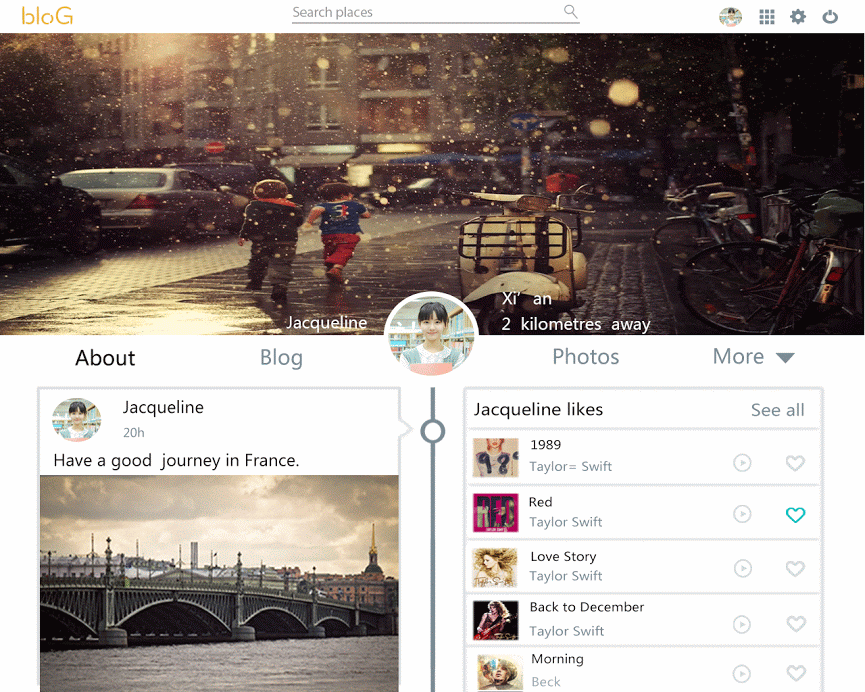 bloG
Search places
Jacqueline
Xi' an
2 kilometres away
About
Blog
Photos
More
Jacqueline
20h
Have a good journey in France.
Jacqueline likes
See all
1989
Taylor= Swift
Red
Taylor Swift
Love Story
Taylor Swift
Back to December
Taylor Swift
Morning
Beck